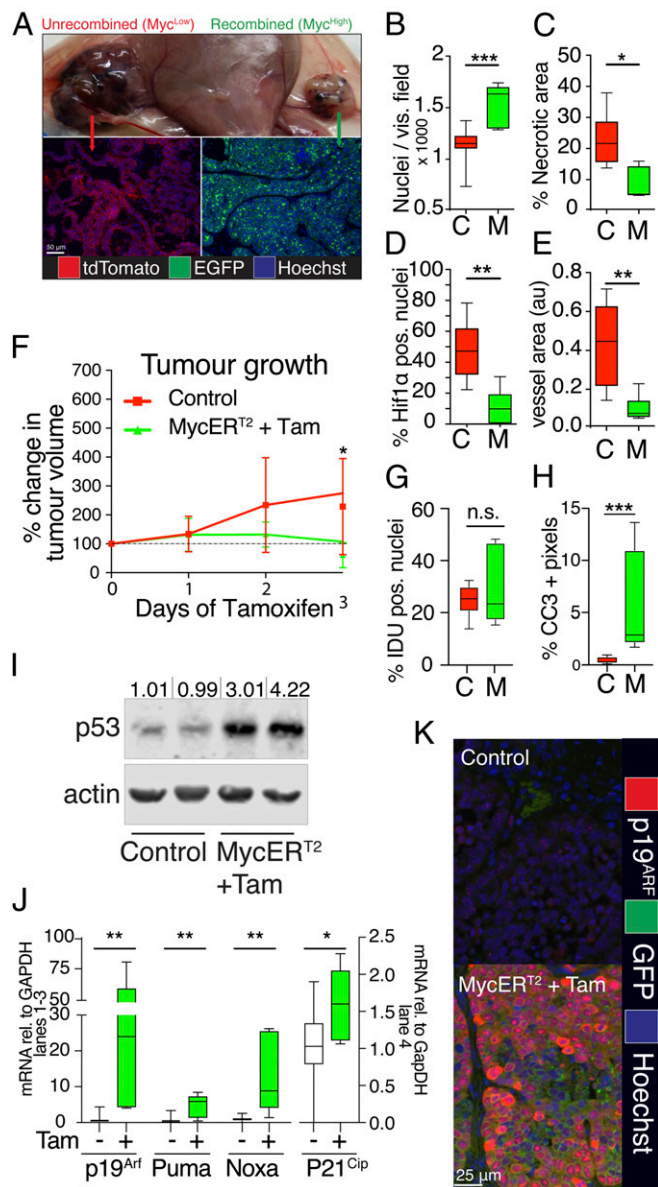 A
Unrecombined (Myc^Low)
Recombined (Myc^High)
50 µm
tdTomato
EGFP
Hoechst
B
Nuclei / vis. field
x 1000
2
1.5
1
0.5
***
C M
C
% Necrotic area
50
40
30
20
10
0
*
C M
D
% Hif1α pos. nuclei
100
80
60
40
20
0
**
C M
E
vessel area (au)
0.8
0.6
0.4
0.2
0.0
**
C M
F
Tumour growth
Control
MycER^T2 + Tam
% change in
tumour volume
700
600
500
400
300
200
100
0
*
0 1 2 3
Days of Tamoxifen
G
% IDU pos. nuclei
60
40
20
0
n.s.
C M
H
% CC3 + pixels
15
10
5
0
***
C M
I
1.01 0.99 3.01 4.22
p53
actin
Control
MycER^T2
+Tam
J
mRNA rel. to GAPDH
lanes 1-3
100
75
50
30
20
10
0
** ** ** *
2.5
2.0
1.5
1.0
0.5
0.0
mRNA rel. to GapDH
lane 4
Tam - + - + - + - +
p19^Arf Puma Noxa P21^Cip
K
Control
MycER^T2 + Tam
25 µm
p19^ARF
GFP
Hoechst